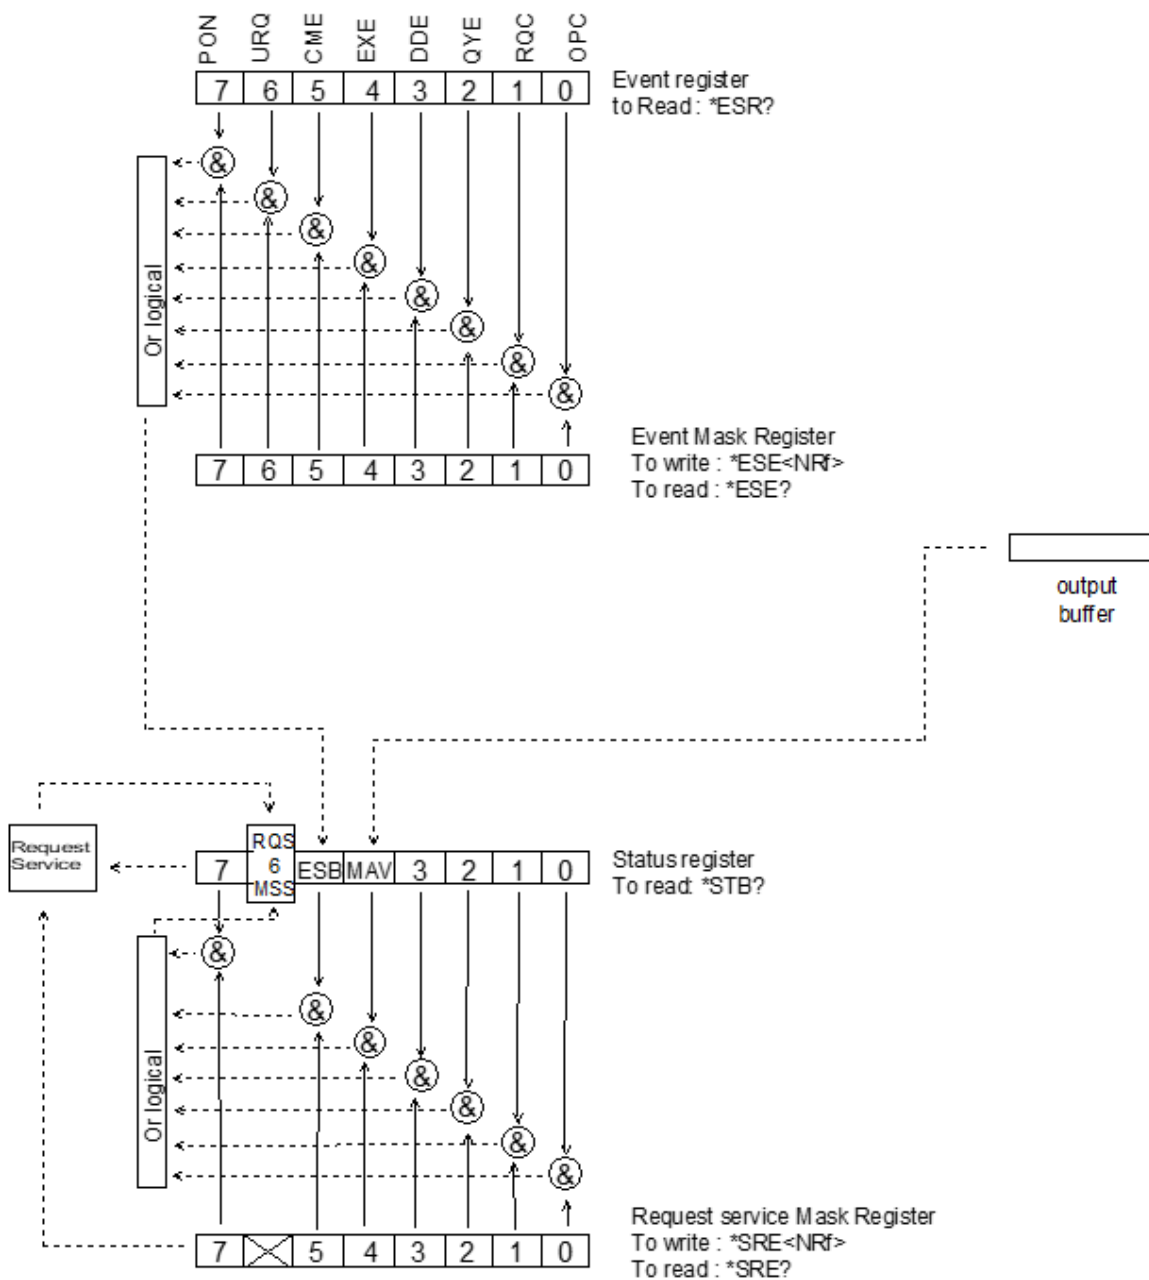 PON URQ CME EXE DDE QYE RQC OPC
7 6 5 4 3 2 1 0
Event register
to Read : *ESR?
&
&
&
&
&
&
&
&
Or logical
Event Mask Register
To write : *ESE<NRf>
To read : *ESE?
7 6 5 4 3 2 1 0
output
buffer
Request
Service
7 RQS 6 MSS ESB MAV 3 2 1 0
Status register
To read: *STB?
&
&
&
&
&
&
&
Or logical
Request service Mask Register
To write : *SRE<NRf>
To read : *SRE?
7 5 4 3 2 1 0